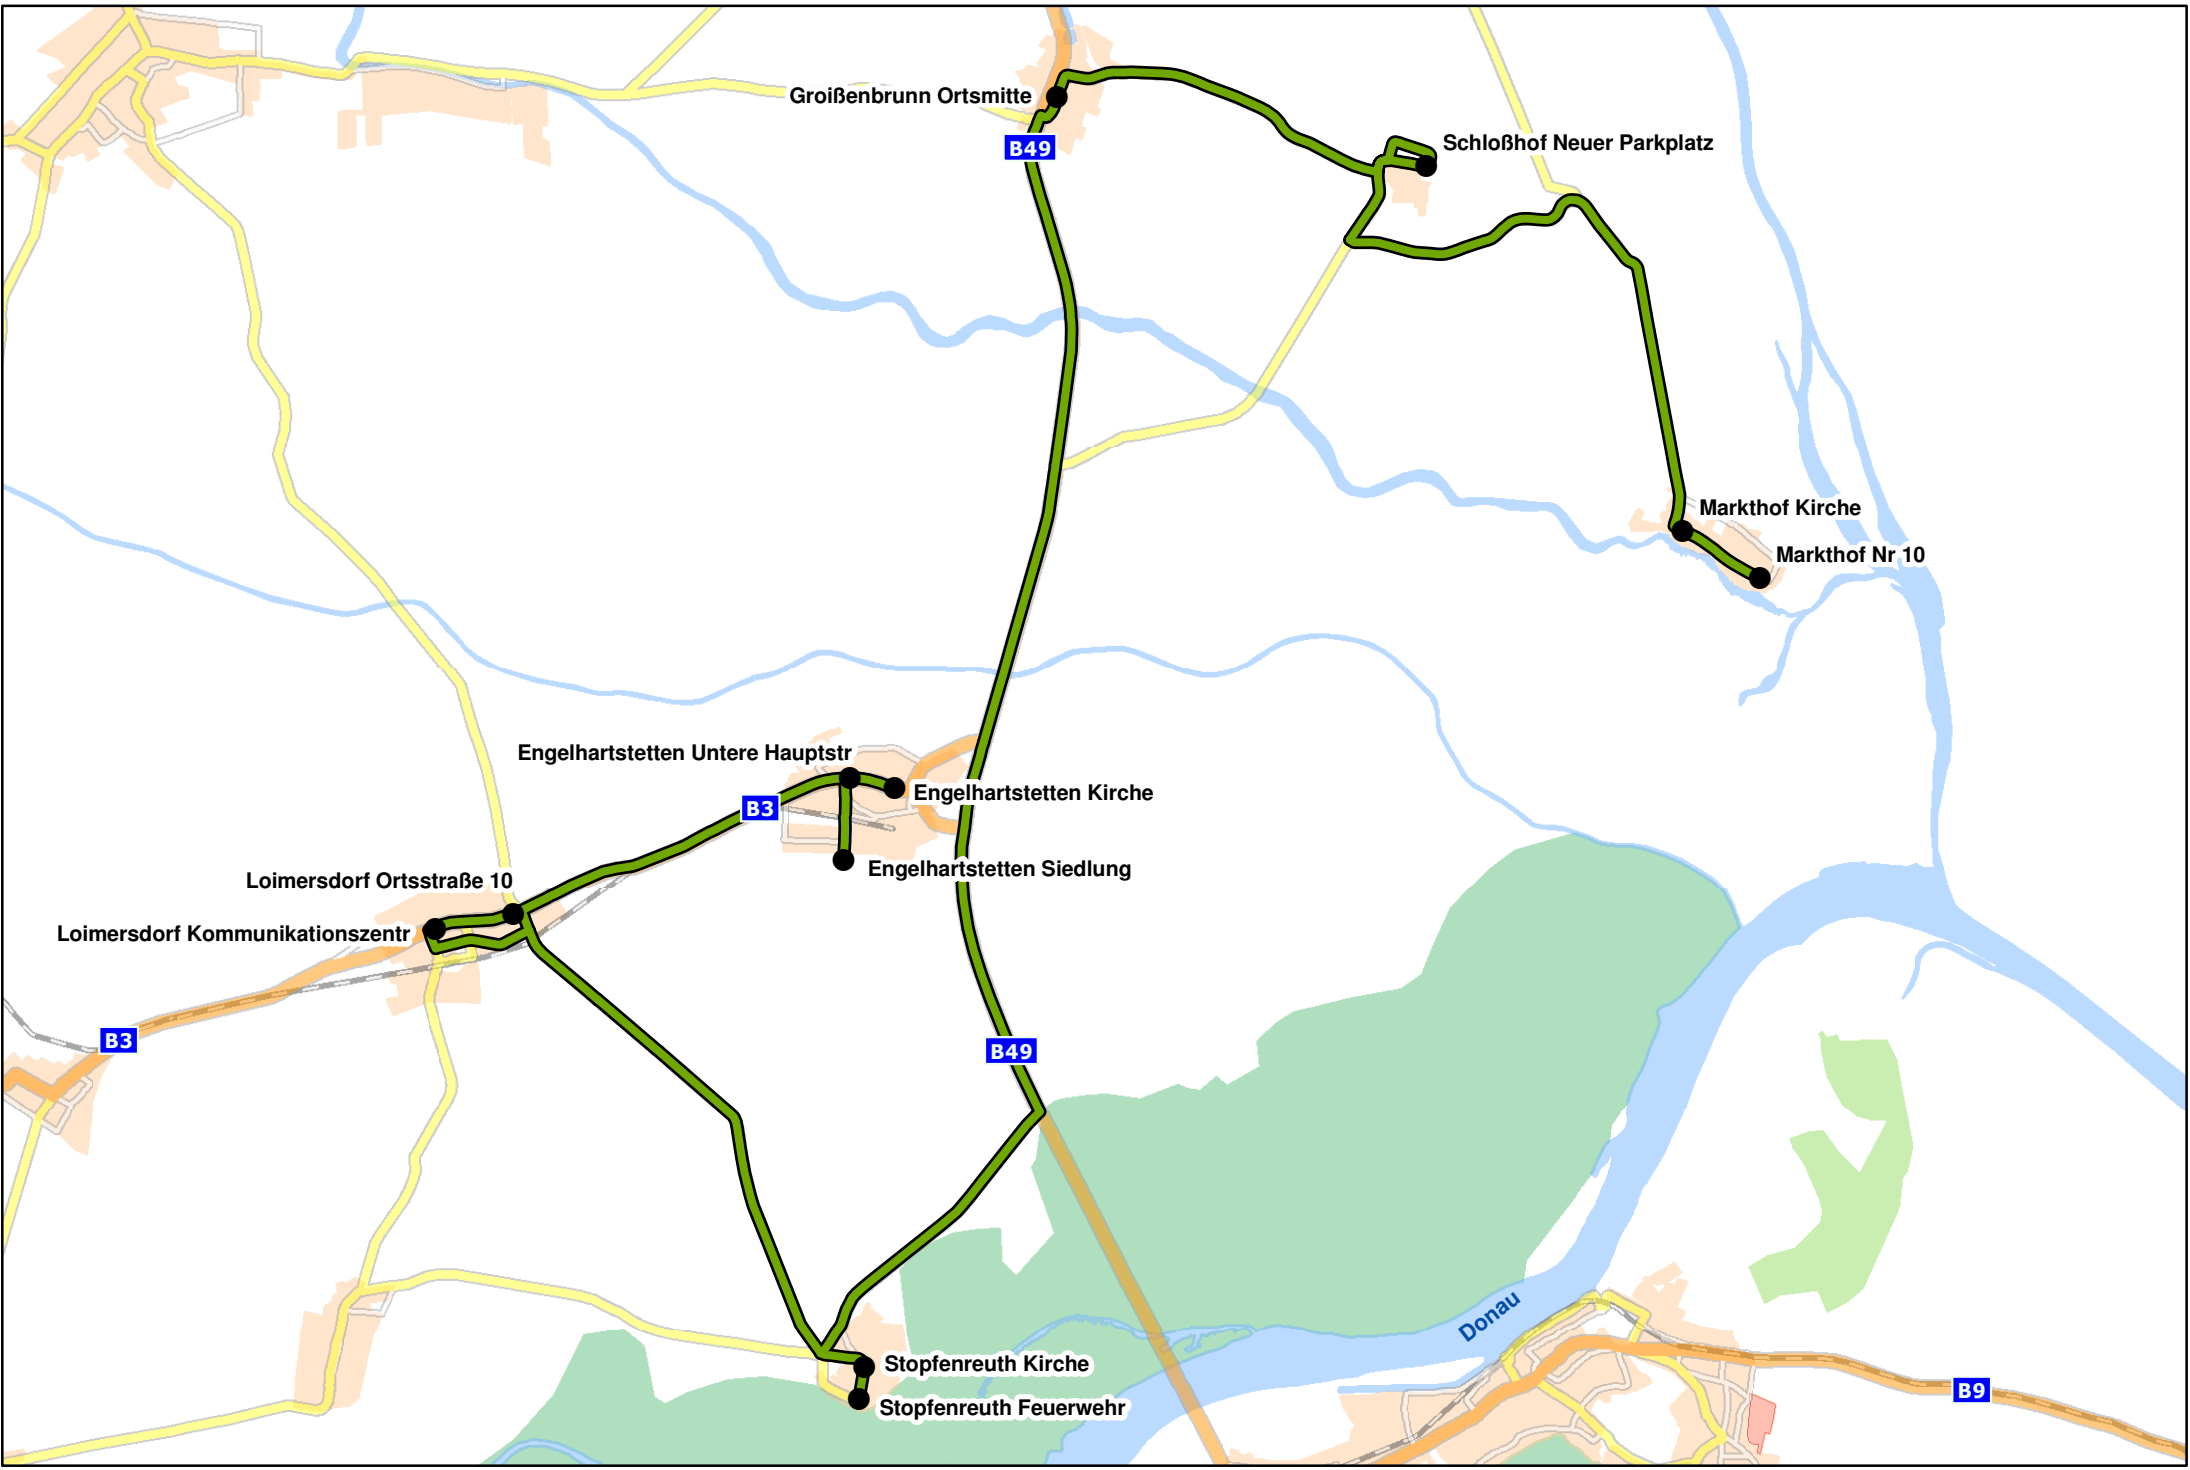 Groißenbrunn Ortsmitte
B49
Schloßhof Neuer Parkplatz
Markthof Kirche
Markthof Nr 10
Engelhartstetten Untere Hauptstr
Engelhartstetten Kirche
B3
Engelhartstetten Siedlung
Loimersdorf Ortsstraße 10
Loimersdorf Kommunikationszentr
B3
B49
Donau
Stopfenreuth Kirche
B9
Stopfenreuth Feuerwehr